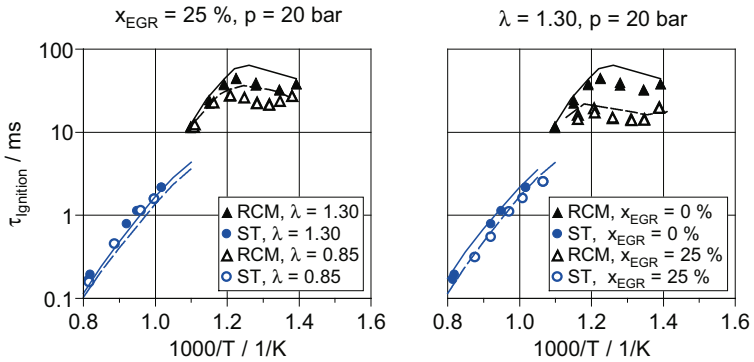 x_EGR = 25 %, p = 20 bar
λ = 1.30, p = 20 bar
τ_Ignition / ms
100
10
1
0.1
0.8
1.0
1.2
1.4
1.6
1000/T / 1/K
RCM, λ = 1.30
ST, λ = 1.30
RCM, λ = 0.85
ST, λ = 0.85
0.8
1.0
1.2
1.4
1.6
1000/T / 1/K
RCM, x_EGR = 0 %
ST, x_EGR = 0 %
RCM, x_EGR = 25 %
ST, x_EGR = 25 %